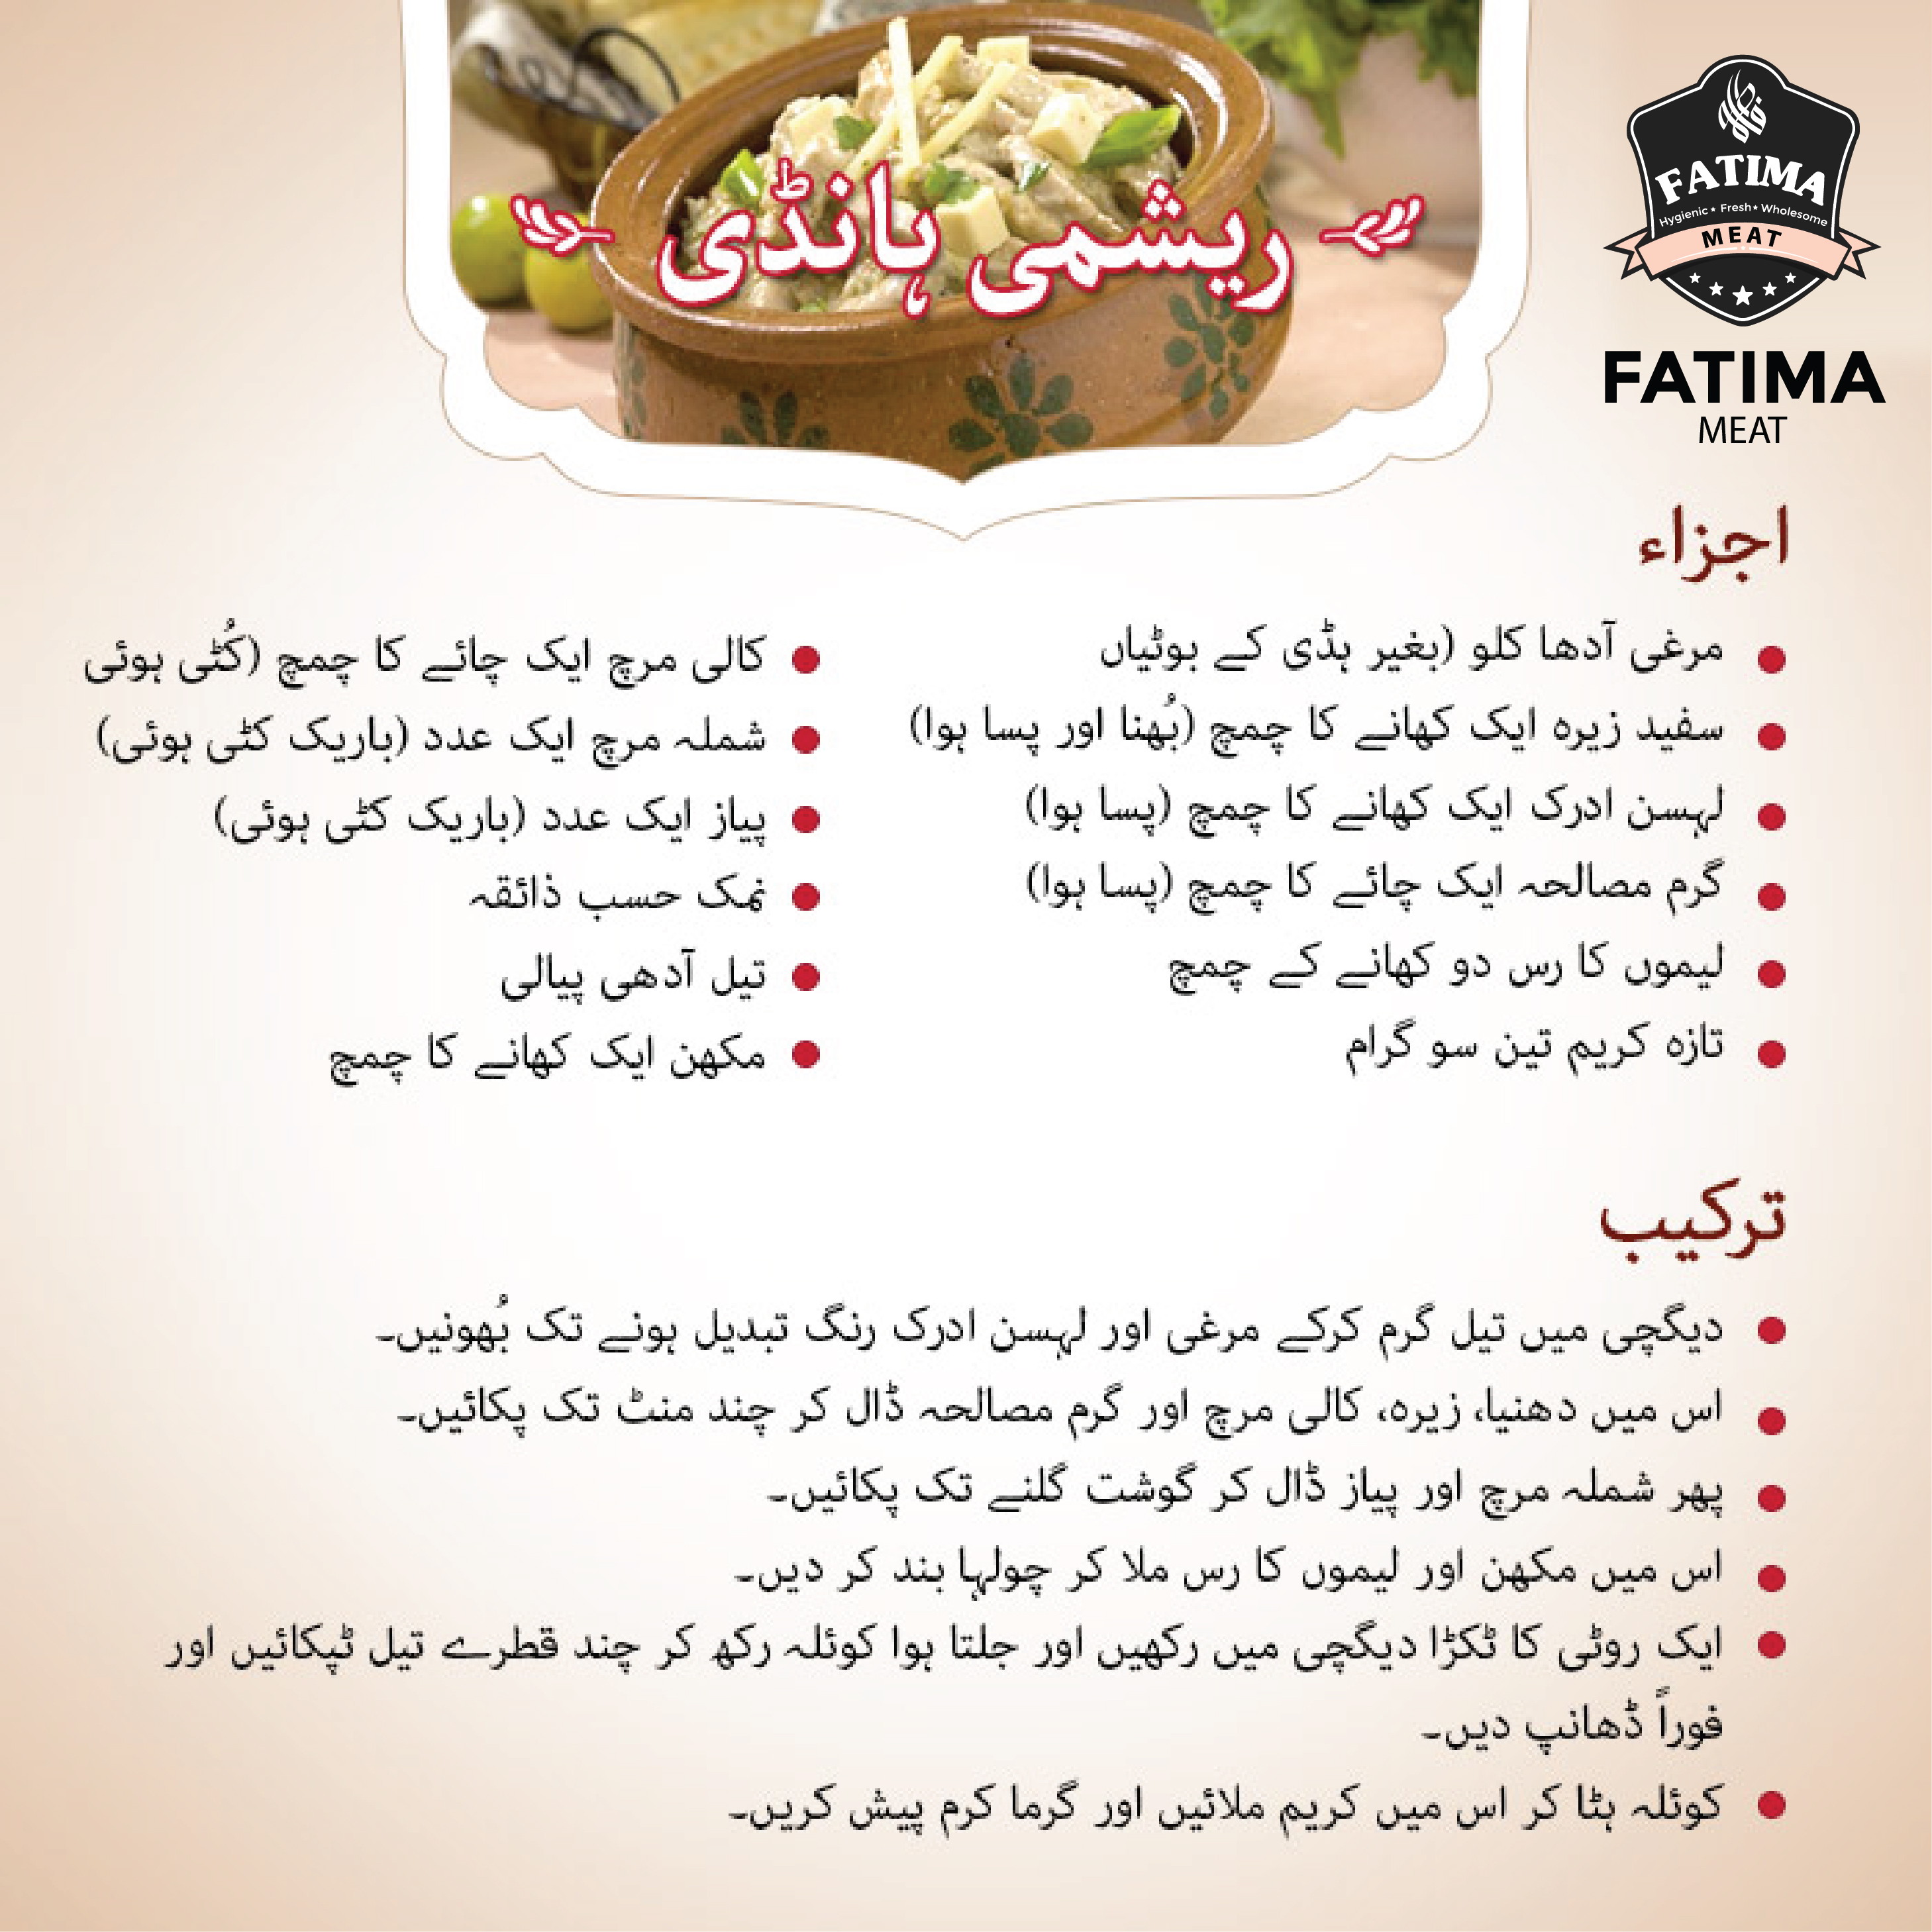 ریشمی ہانڈی
فاطمہ
FATIMA
Hygienic ★ Fresh ★ Wholesome
MEAT
FATIMA
MEAT
اجزاء
مرغی آدھا کلو (بغیر ہڈی کے بوٹیاں
سفید زیرہ ایک کھانے کا چمچ (بُھنا اور پسا ہوا)
لہسن ادرک ایک کھانے کا چمچ (پسا ہوا)
گرم مصالحہ ایک چائے کا چمچ (پسا ہوا)
لیموں کا رس دو کھانے کے چمچ
تازہ کریم تین سو گرام
کالی مرچ ایک چائے کا چمچ (کُٹی ہوئی
شملہ مرچ ایک عدد (باریک کٹی ہوئی)
پیاز ایک عدد (باریک کٹی ہوئی)
نمک حسب ذائقہ
تیل آدھی پیالی
مکھن ایک کھانے کا چمچ
ترکیب
دیگچی میں تیل گرم کرکے مرغی اور لہسن ادرک رنگ تبدیل ہونے تک بُھونیں۔
اس میں دھنیا، زیرہ، کالی مرچ اور گرم مصالحہ ڈال کر چند منٹ تک پکائیں۔
پھر شملہ مرچ اور پیاز ڈال کر گوشت گلنے تک پکائیں۔
اس میں مکھن اور لیموں کا رس ملا کر چولہا بند کر دیں۔
ایک روٹی کا ٹکڑا دیگچی میں رکھیں اور جلتا ہوا کوئلہ رکھ کر چند قطرے تیل ٹپکائیں اور
فوراً ڈھانپ دیں۔
کوئلہ ہٹا کر اس میں کریم ملائیں اور گرما کرم پیش کریں۔